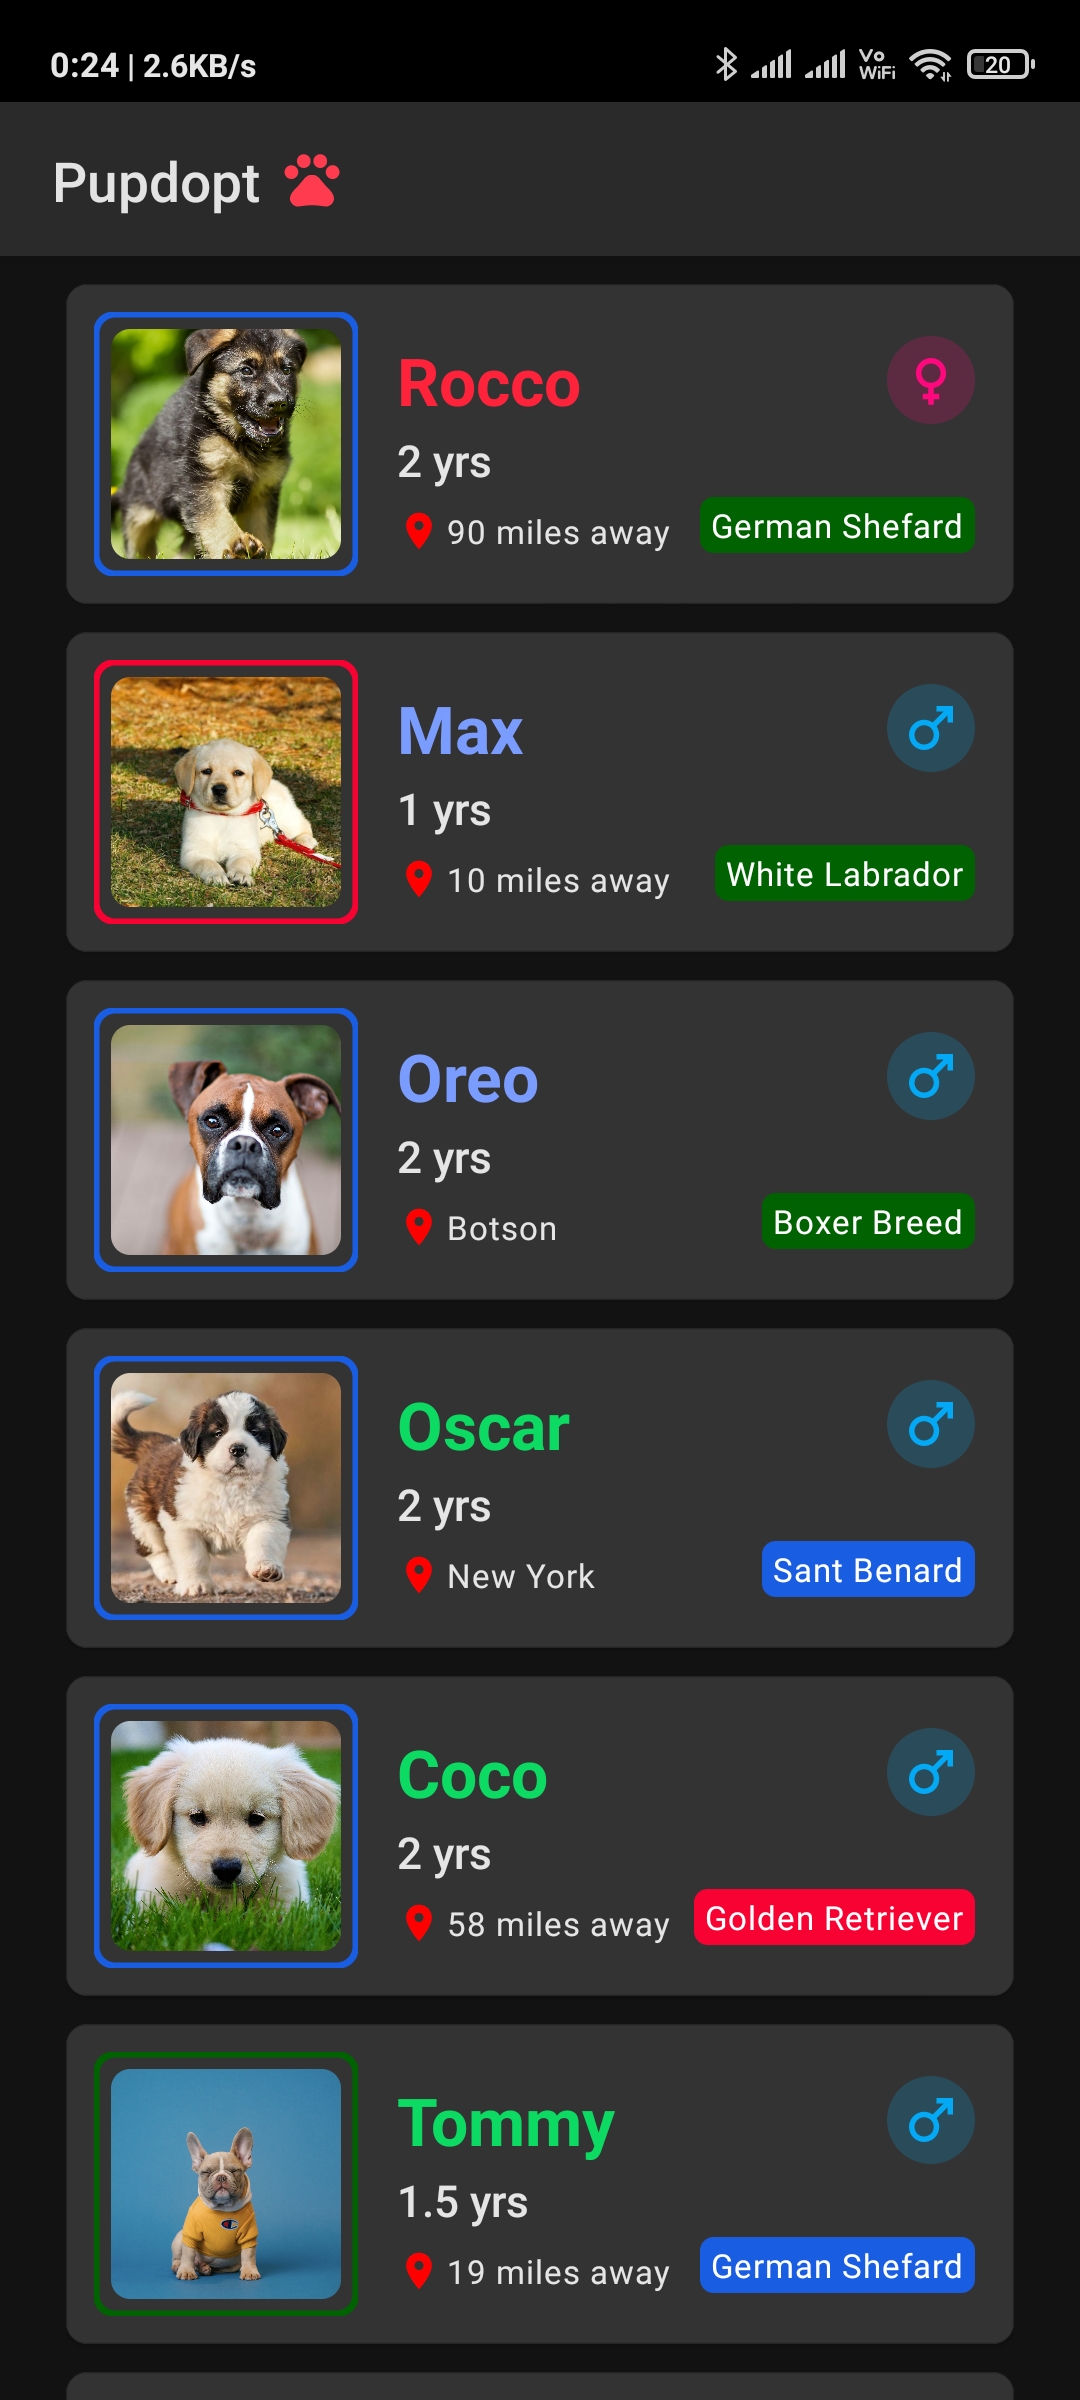 0:24 | 2.6KB/s Vo WiFi 20
Pupdopt
Rocco
2 yrs
90 miles away German Shefard
Max
1 yrs
10 miles away White Labrador
Oreo
2 yrs
Botson Boxer Breed
Oscar
2 yrs
New York Sant Benard
Coco
2 yrs
58 miles away Golden Retriever
Tommy
1.5 yrs
19 miles away German Shefard